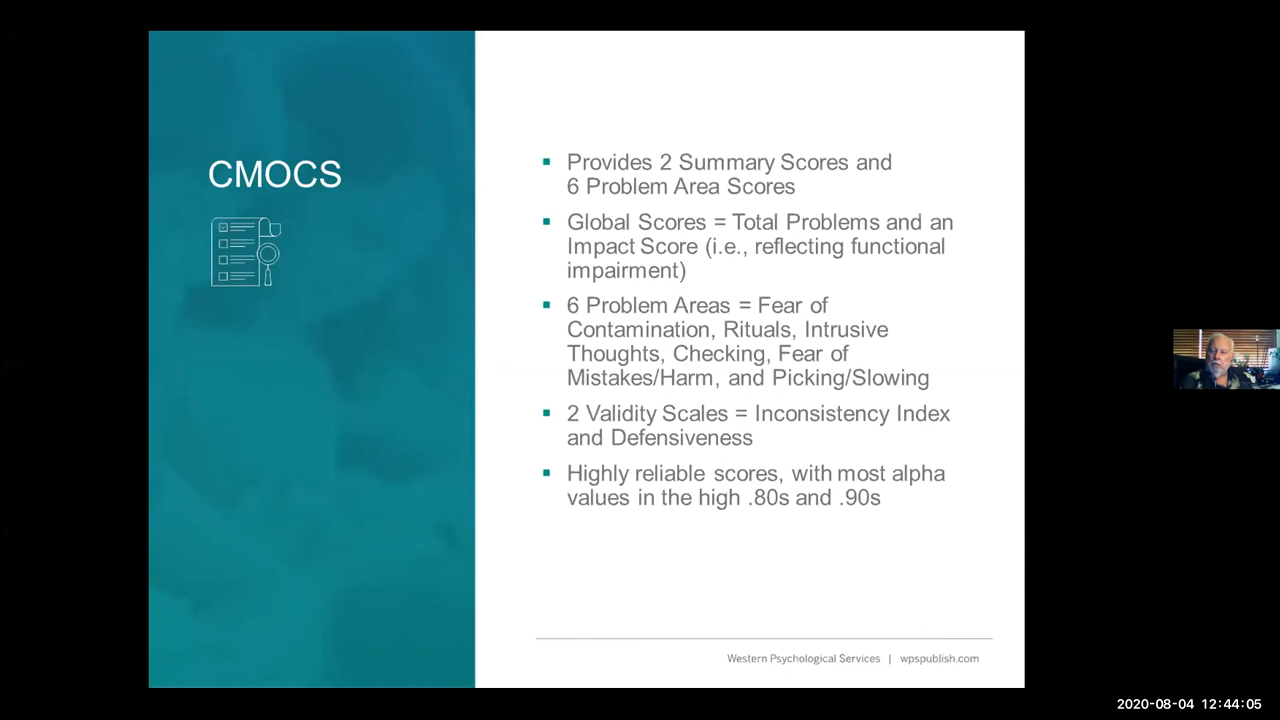 CMOCS
▪ Provides 2 Summary Scores and
6 Problem Area Scores
▪ Global Scores = Total Problems and an
Impact Score (i.e., reflecting functional
impairment)
▪ 6 Problem Areas = Fear of
Contamination, Rituals, Intrusive
Thoughts, Checking, Fear of
Mistakes/Harm, and Picking/Slowing
▪ 2 Validity Scales = Inconsistency Index
and Defensiveness
▪ Highly reliable scores, with most alpha
values in the high .80s and .90s
Western Psychological Services | wpspublish.com
2020-08-04 12:44:05